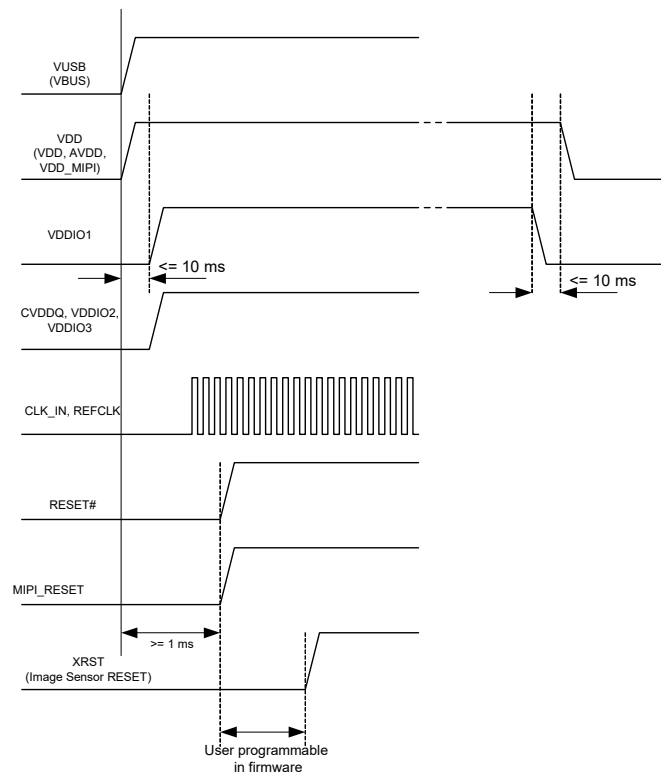 VUSB
(VBUS)
VDD
(VDD, AVDD,
VDD_MIPI)
VDDIO1
<= 10 ms
<= 10 ms
CVDDQ, VDDIO2,
VDDIO3
CLK_IN, REFCLK
RESET#
MIPI_RESET
>= 1 ms
XRST
(Image Sensor RESET)
User programmable
in firmware